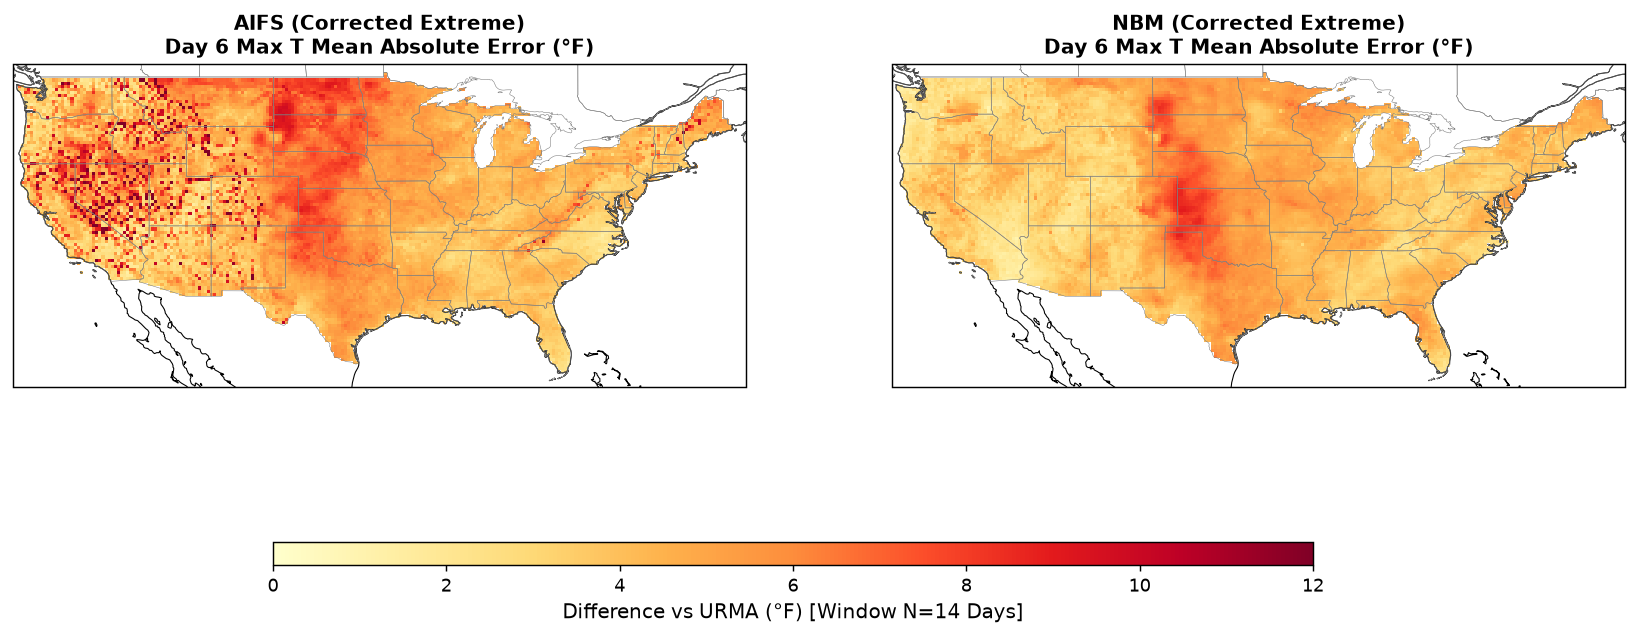 AIFS (Corrected Extreme)
Day 6 Max T Mean Absolute Error (°F)
NBM (Corrected Extreme)
Day 6 Max T Mean Absolute Error (°F)
0 2 4 6 8 10 12
Difference vs URMA (°F) [Window N=14 Days]